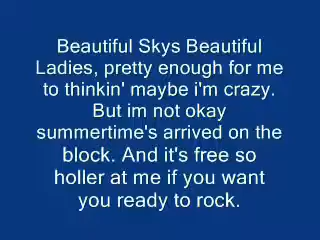 Beautiful Skys Beautiful
Ladies, pretty enough for me
to thinkin' maybe i'm crazy.
But im not okay
summertime's arrived on the
block. And it's free so
holler at me if you want
you ready to rock.